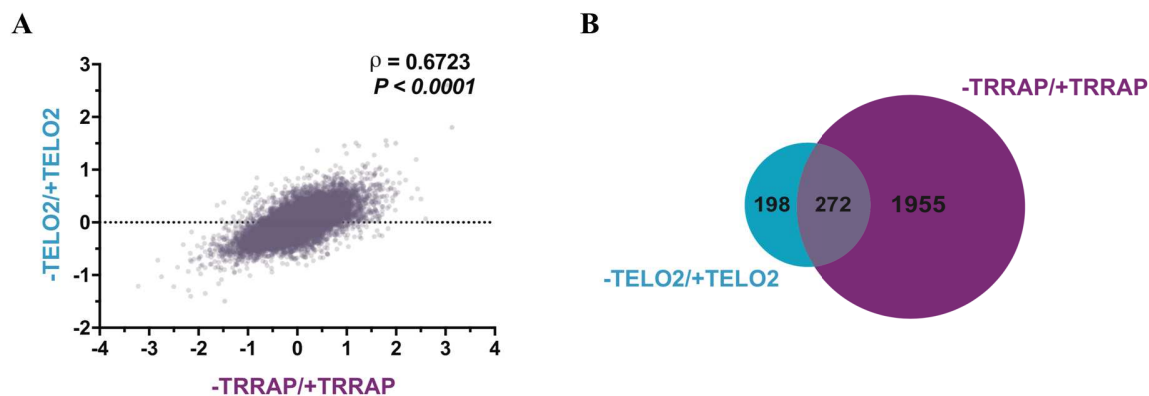 A
ρ = 0.6723
P < 0.0001
-TELO2/+TELO2
3
2
1
0
-1
-2
-4 -3 -2 -1 0 1 2 3 4
-TRRAP/+TRRAP
B
-TRRAP/+TRRAP
198 272 1955
-TELO2/+TELO2